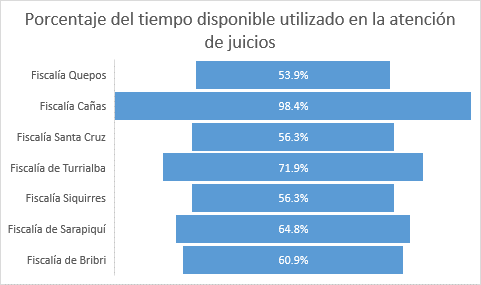 Porcentaje del tiempo disponible utilizado en la atención
de juicios
Fiscalía Quepos 53.9%
Fiscalía Cañas 98.4%
Fiscalía Santa Cruz 56.3%
Fiscalía de Turrialba 71.9%
Fiscalía Siquirres 56.3%
Fiscalía de Sarapiquí 64.8%
Fiscalía de Bribri 60.9%